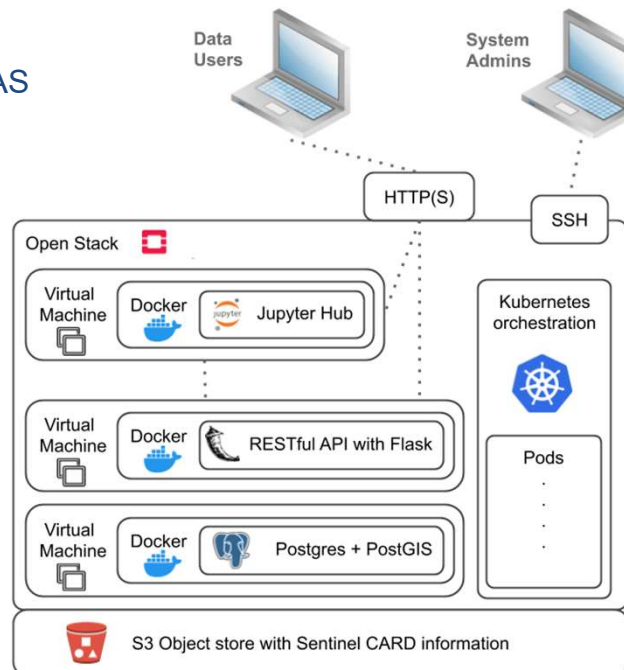 AS
Data
Users
System
Admins
HTTP(S)
SSH
Open Stack
Virtual
Machine
Docker
jupyter
Jupyter Hub
Kubernetes
orchestration
Virtual
Machine
Docker
RESTful API with Flask
Pods
Virtual
Machine
Docker
Postgres + PostGIS
S3 Object store with Sentinel CARD information